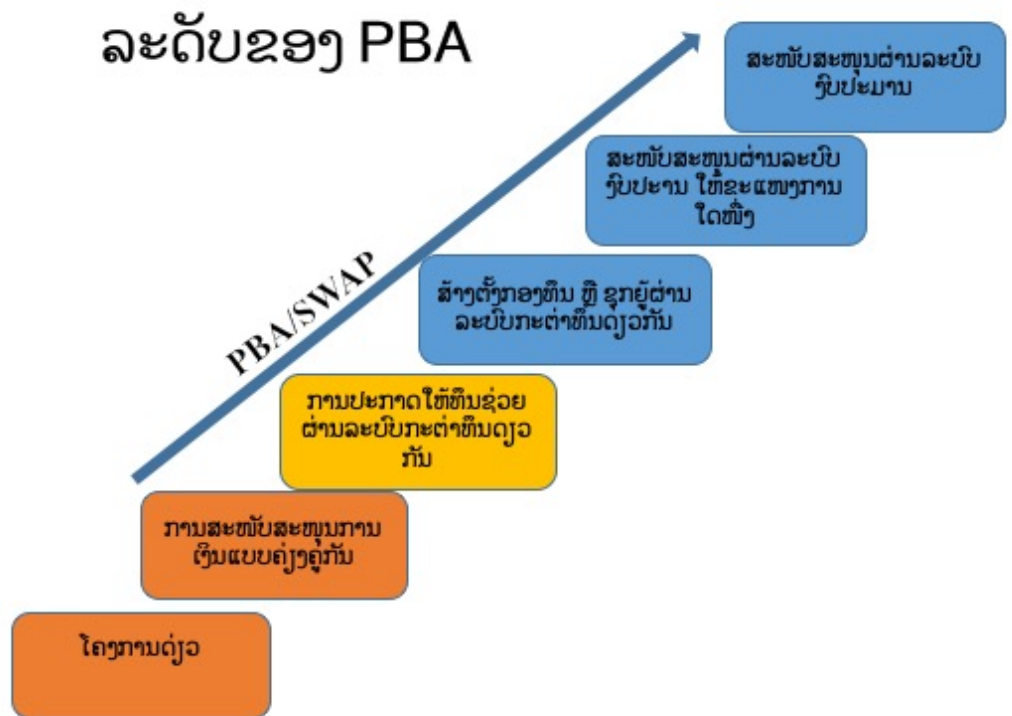 ລະດັບຂອງ PBA
ສະໜັບສະໜຸນຜ່ານລະບົບ
ງົບປະມານ
ສະໜັບສະໜຸນຜ່ານລະບົບ
ງົບປະານ ໃຫ້ຂະແໜງການ
ໃດໜຶ່ງ
PBA/SWAP
ສ້າງຕັ້ງກອງທຶນ ຫຼື ຊຸກຍູ້ຜ່ານ
ລະບົບກະຕ່າທຶນດຽວກັນ
ການປະກາດໃຫ້ທຶນຊ່ວຍ
ຜ່ານລະບົບກະຕ່າທຶນດຽວ
ກັນ
ການສະໜັບສະໜຸນການ
ເງິນແບບຄຽງຄູ່ກັນ
ໂຄງການດ່ຽວ